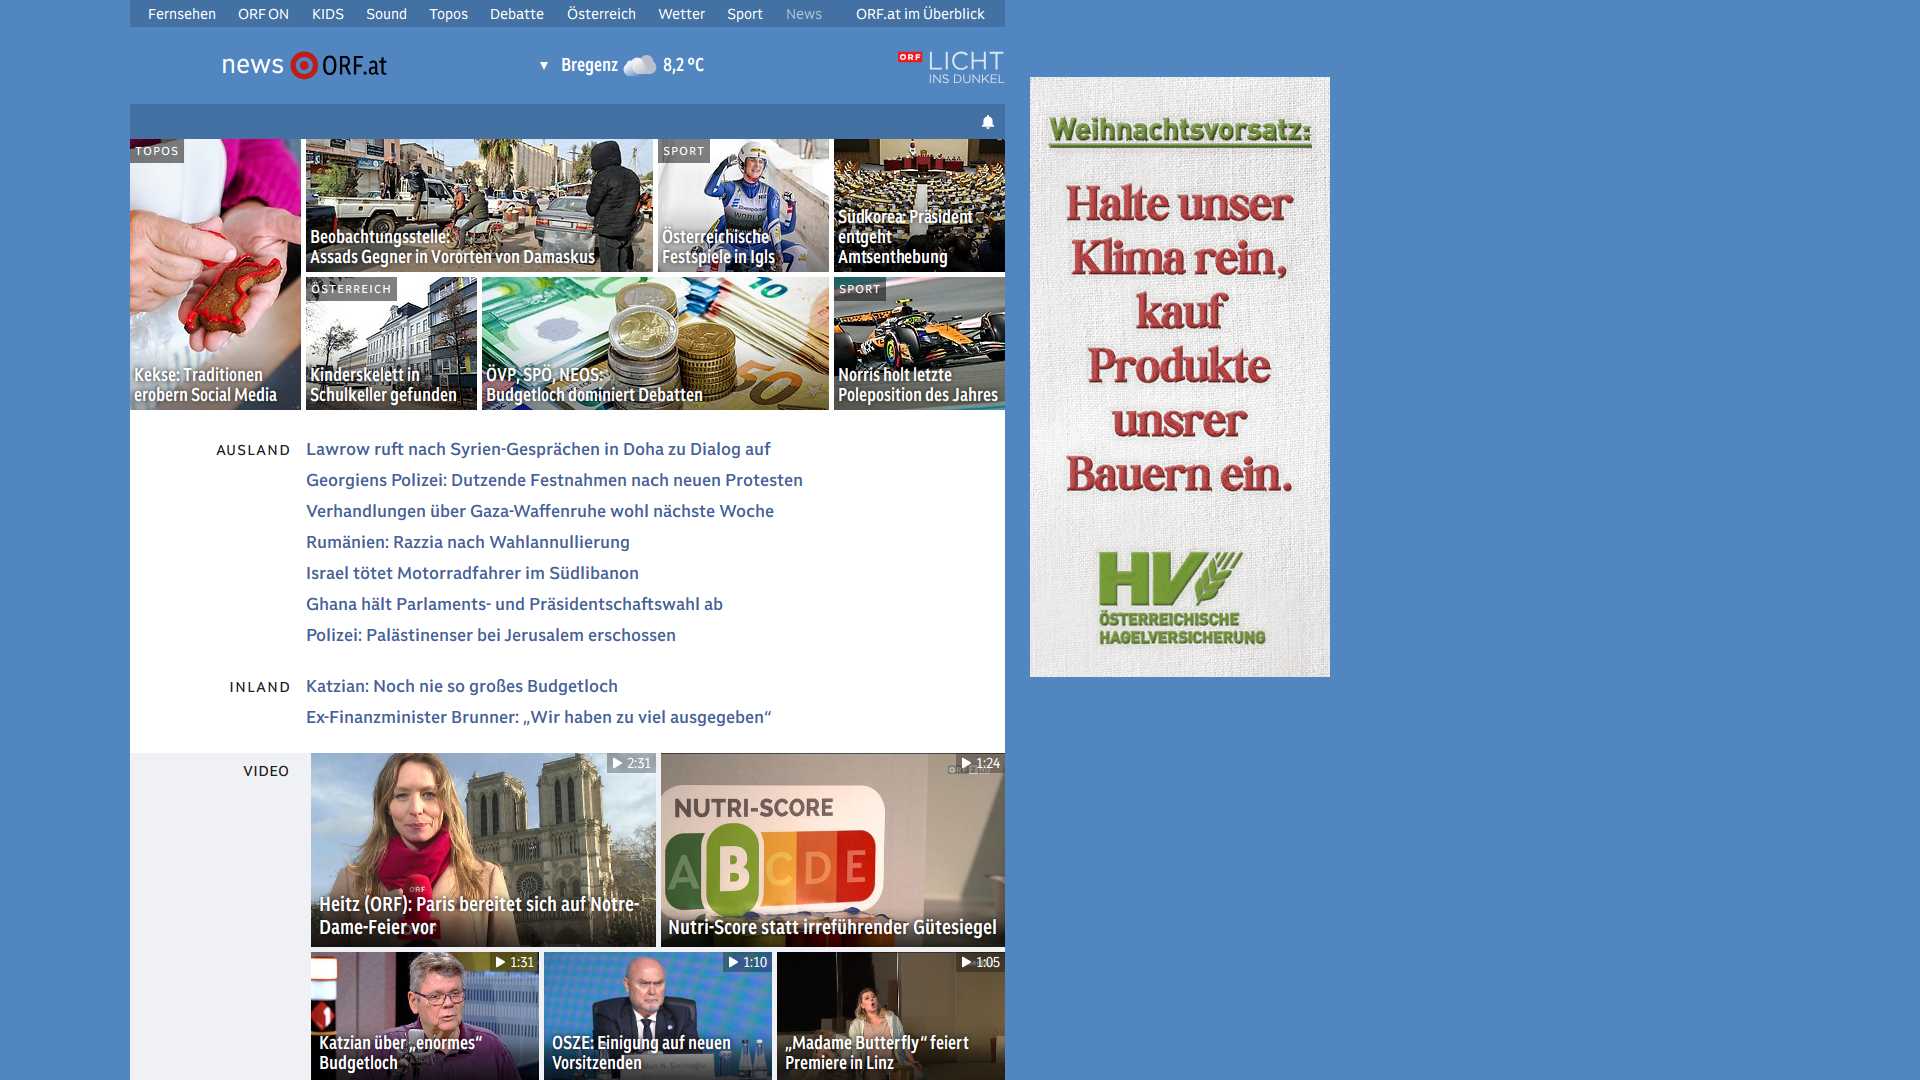 Fernsehen ORF ON KIDS Sound Topos Debatte Österreich Wetter Sport News ORF.at im Überblick
news ORF.at
Bregenz 8,2 °C
ORF LICHT
INS DUNKEL
TOPOS
Kekse: Traditionen
erobern Social Media
Beobachtungsstelle:
Assads Gegner in Vororten von Damaskus
SPORT
Österreichische
Festspiele in Igls
Südkorea: Präsident
entgeht
Amtsenthebung
ÖSTERREICH
Kinderskelett in
Schulkeller gefunden
ÖVP, SPÖ, NEOS:
Budgetloch dominiert Debatten
SPORT
Norris holt letzte
Poleposition des Jahres
AUSLAND
Lawrow ruft nach Syrien-Gesprächen in Doha zu Dialog auf
Georgiens Polizei: Dutzende Festnahmen nach neuen Protesten
Verhandlungen über Gaza-Waffenruhe wohl nächste Woche
Rumänien: Razzia nach Wahlannullierung
Israel tötet Motorradfahrer im Südlibanon
Ghana hält Parlaments- und Präsidentschaftswahl ab
Polizei: Palästinenser bei Jerusalem erschossen
INLAND
Katzian: Noch nie so großes Budgetloch
Ex-Finanzminister Brunner: „Wir haben zu viel ausgegeben“
VIDEO
2:31
ORF
Heitz (ORF): Paris bereitet sich auf Notre-
Dame-Feier vor
1:24
NUTRI-SCORE
A B C D E
Nutri-Score statt irreführender Gütesiegel
1:31
Katzian über „enormes“
Budgetloch
1:10
OSZE: Einigung auf neuen
Vorsitzenden
1:05
„Madame Butterfly“ feiert
Premiere in Linz
Weihnachtsvorsatz:
Halte unser
Klima rein,
kauf
Produkte
unsrer
Bauern ein.
HV
ÖSTERREICHISCHE
HAGELVERSICHERUNG